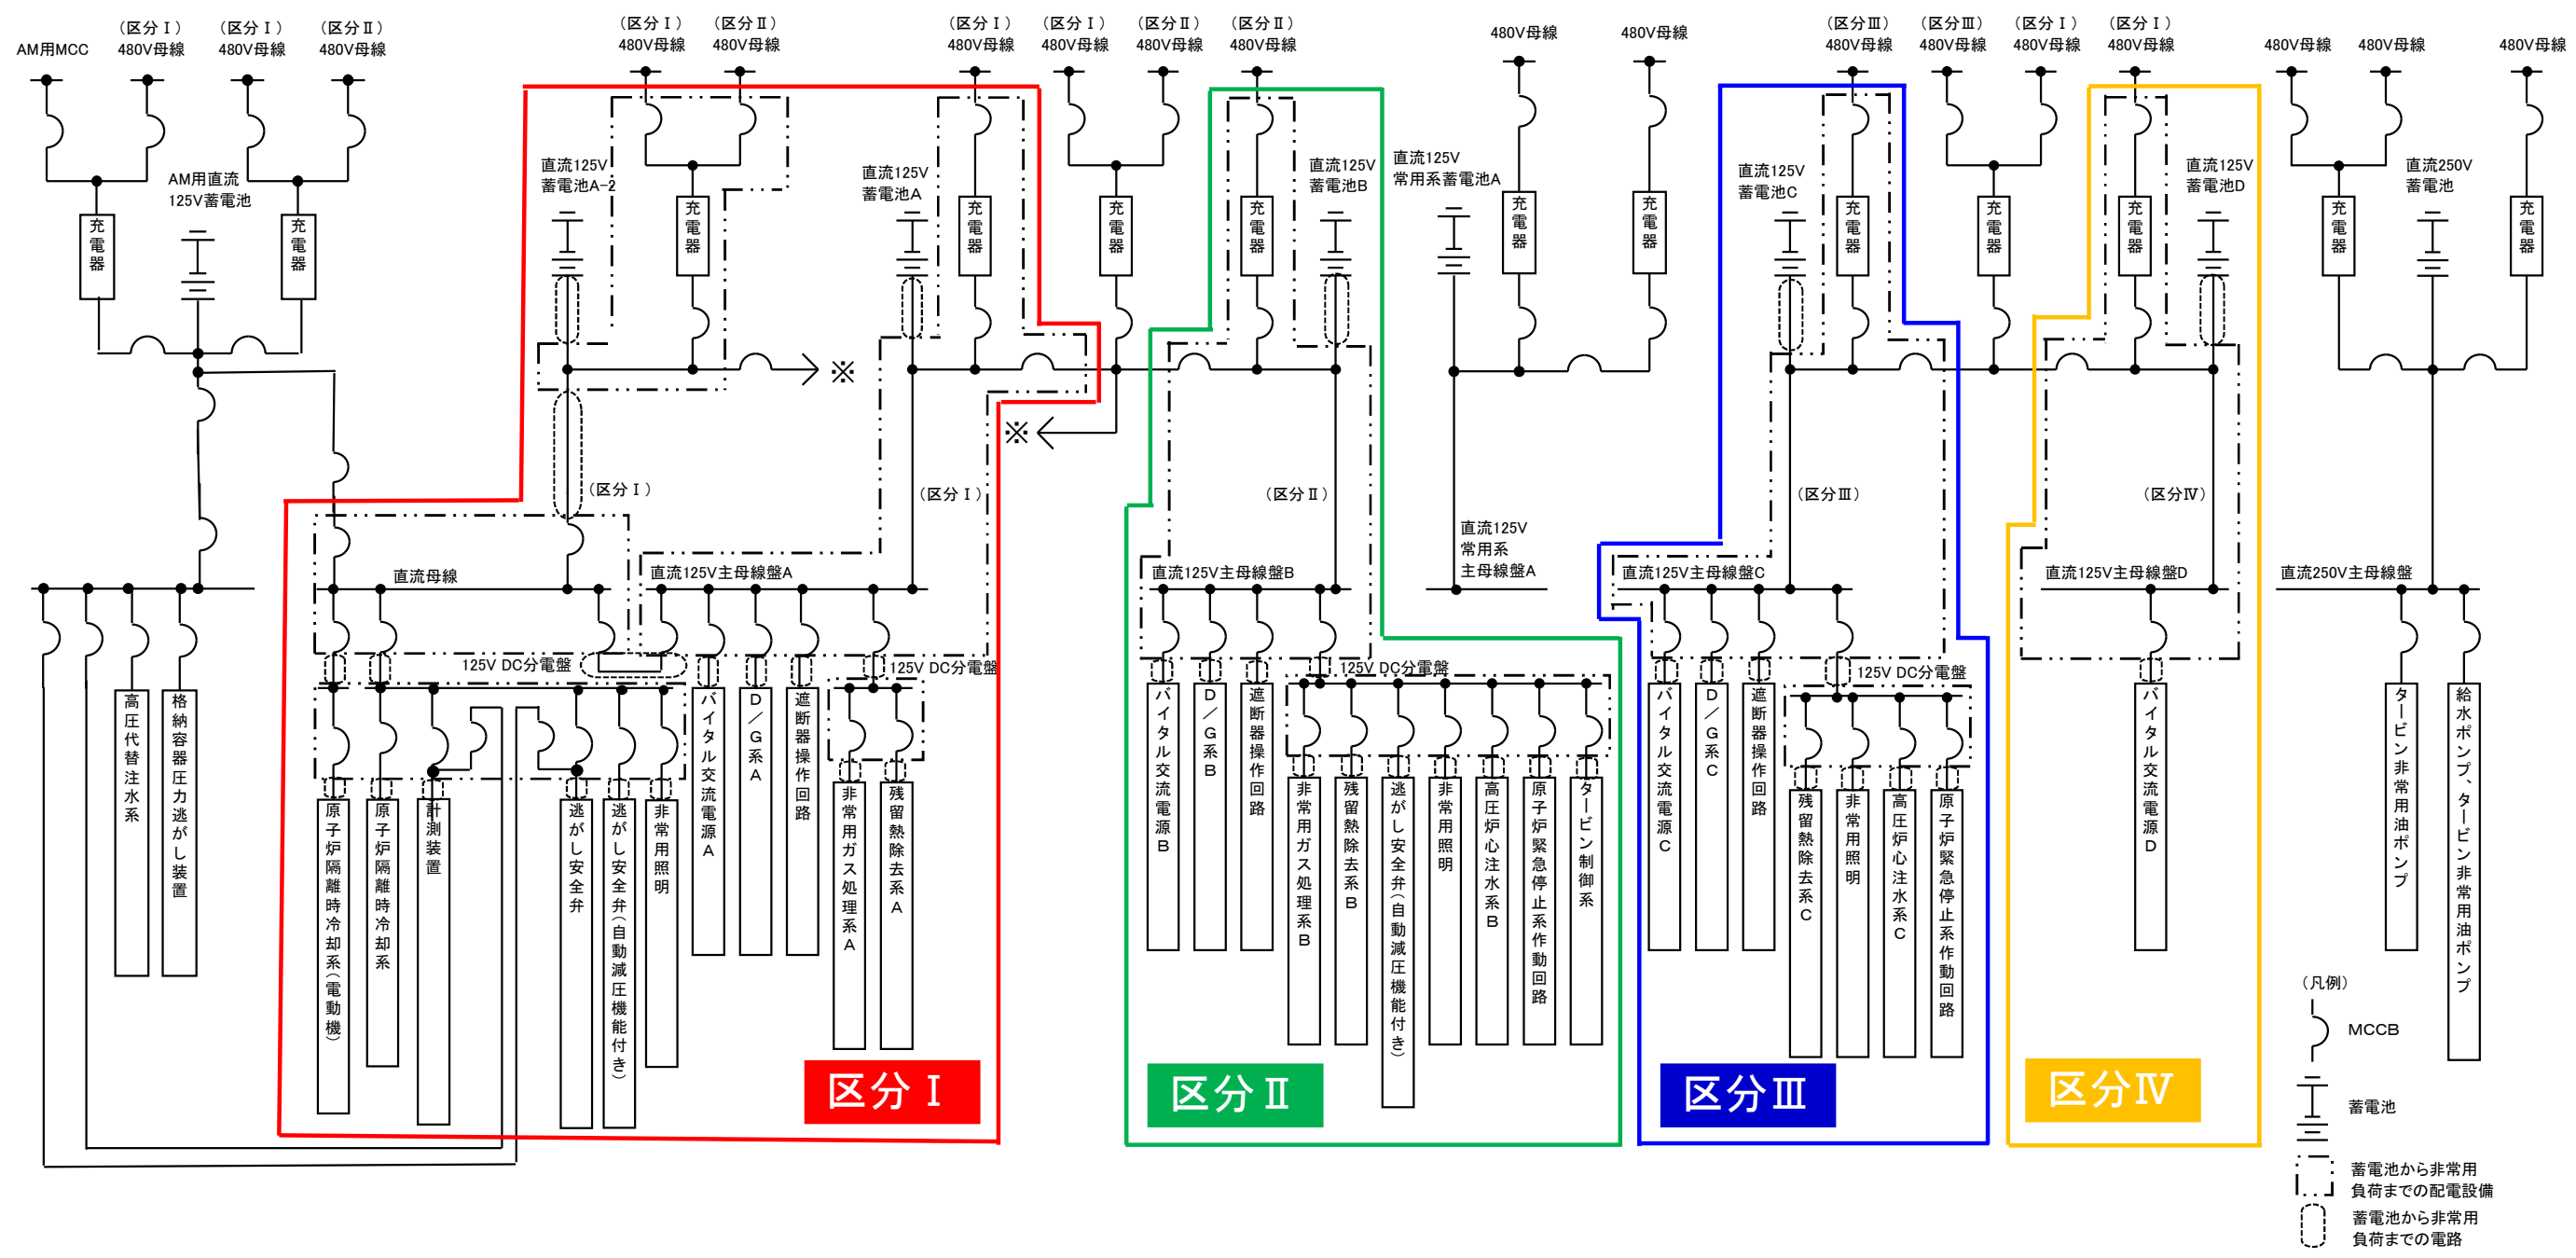 AM用MCC
（区分Ⅰ）
480V母線
（区分Ⅰ）
480V母線
（区分Ⅱ）
480V母線
（区分Ⅰ）
480V母線
（区分Ⅱ）
480V母線
（区分Ⅰ）
480V母線
（区分Ⅰ）
480V母線
（区分Ⅱ）
480V母線
（区分Ⅱ）
480V母線
480V母線
480V母線
（区分Ⅲ）
480V母線
（区分Ⅲ）
480V母線
（区分Ⅰ）
480V母線
（区分Ⅰ）
480V母線
480V母線
480V母線
480V母線
AM用直流
125V蓄電池
直流125V
蓄電池A-2
直流125V
蓄電池A
直流125V
蓄電池B
直流125V
常用系蓄電池A
直流125V
蓄電池C
直流125V
蓄電池D
直流250V
蓄電池
充電器
充電器
充電器
充電器
充電器
充電器
充電器
充電器
充電器
充電器
充電器
充電器
充電器
※
※
（区分Ⅰ）
（区分Ⅰ）
（区分Ⅱ）
（区分Ⅲ）
（区分Ⅳ）
直流母線
直流125V主母線盤A
直流125V主母線盤B
直流125V
常用系
主母線盤A
直流125V主母線盤C
直流125V主母線盤D
直流250V主母線盤
125V DC分電盤
125V DC分電盤
125V DC分電盤
125V DC分電盤
高圧代替注水系
格納容器圧力逃がし装置
原子炉隔離時冷却系（電動機）
原子炉隔離時冷却系
計測装置
逃がし安全弁
逃がし安全弁（自動減圧機能付き）
非常用照明
バイタル交流電源A
D／G系A
遮断器操作回路
非常用ガス処理系A
残留熱除去系A
バイタル交流電源B
D／G系B
遮断器操作回路
非常用ガス処理系B
残留熱除去系B
逃がし安全弁（自動減圧機能付き）
非常用照明
高圧炉心注水系B
原子炉緊急停止系作動回路
タービン制御系
バイタル交流電源C
D／G系C
遮断器操作回路
残留熱除去系C
非常用照明
高圧炉心注水系C
原子炉緊急停止系作動回路
バイタル交流電源D
タービン非常用油ポンプ
給水ポンプ、タービン非常用油ポンプ
区分Ⅰ
区分Ⅱ
区分Ⅲ
区分Ⅳ
（凡例）
MCCB
蓄電池
蓄電池から非常用
負荷までの配電設備
蓄電池から非常用
負荷までの電路